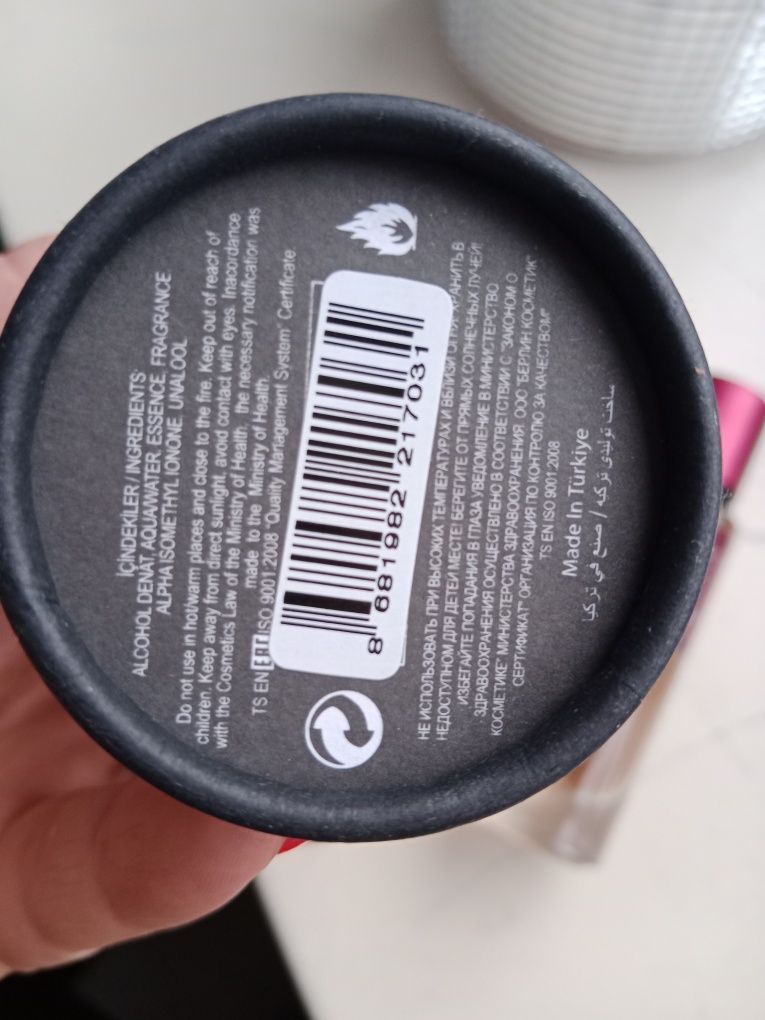 İÇİNDEKİLER / INGREDIENTS
ALCOHOL DENAT AQUAWATER, ESSENCE, FRAGRANCE
ALPHA ISOMETHYL IONONE, LINALOOL
Do not use in hot/warm places and close to the fire. Keep out of reach of
children. Keep away from direct sunlight, avoid contact with eyes. Inacordance
with the Cosmetics Law of the Ministry of Health, the necessary notification was
made to the Ministry of Health.
TS EN ISO 9001:2008 "Quality Management System" Certificate
8 681982 217031
НЕ ИСПОЛЬЗОВАТЬ ПРИ ВЫСОКИХ ТЕМПЕРАТУРАХ И ВБЛИЗИ ХРАНИТЬ В
НЕДОСТУПНОМ ДЛЯ ДЕТЕЙ МЕСТЕ! БЕРЕГИТЕ ОТ ПРЯМЫХ СОЛНЕЧНЫХ ЛУЧЕЙ!
ИЗБЕГАЙТЕ ПОПАДАНИЯ В ГЛАЗА УВЕДОМЛЕНИЕ В МИНИСТЕРСТВО
ЗДРАВООХРАНЕНИЯ ОСУЩЕСТВЛЕНО В СООТВЕТСТВИИ С "ЗАКОНОМ О
КОСМЕТИКЕ" МИНИСТЕРСТВА ЗДРАВООХРАНЕНИЯ. ООО "БЕРЛИН КОСМЕТИК"
СЕРТИФИКАТ" ОРГАНИЗАЦИЯ ПО КОНТРОЛЮ ЗА КАЧЕСТВОМ"
TS EN ISO 9001:2008
Made In Türkiye
ساخت تولیدی ترکیه / صنع في تركيا